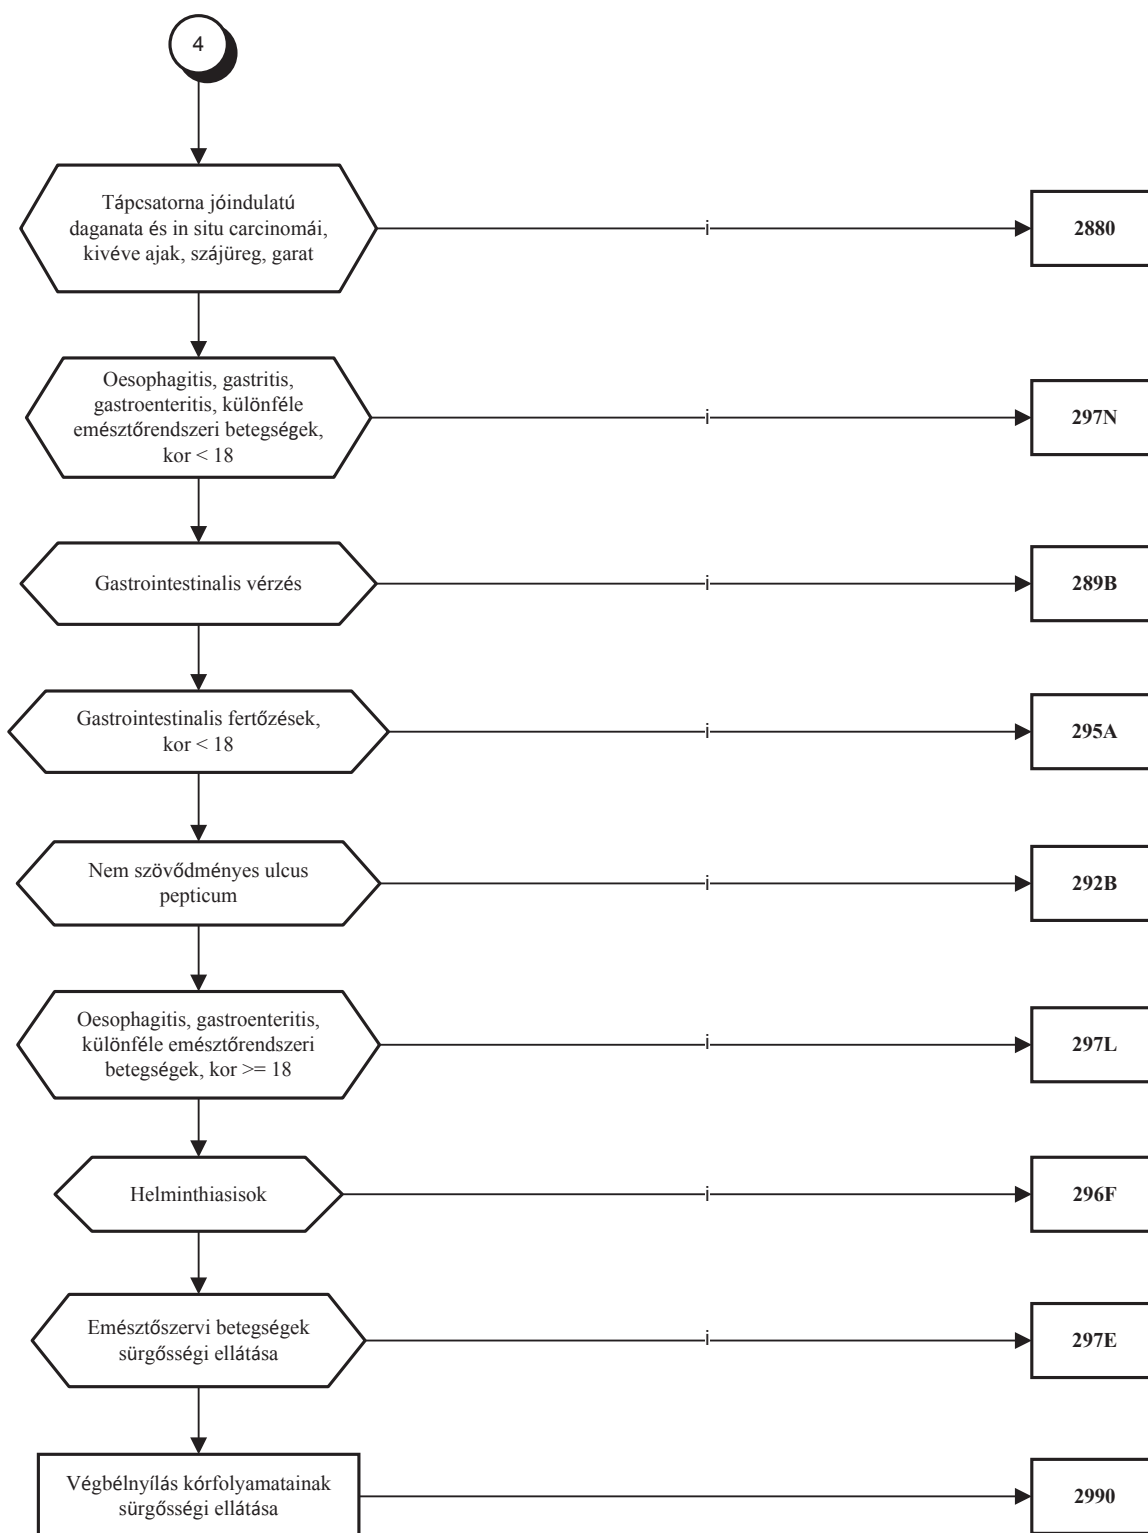 4
Tápcsatorna jóindulatú
daganata és in situ carcinomái,
kivéve ajak, szájüreg, garat
i
2880
Oesophagitis, gastritis,
gastroenteritis, különféle
emésztőrendszeri betegségek,
kor < 18
i
297N
Gastrointestinalis vérzés
i
289B
Gastrointestinalis fertőzések,
kor < 18
i
295A
Nem szövődményes ulcus
pepticum
i
292B
Oesophagitis, gastroenteritis,
különféle emésztőrendszeri
betegségek, kor >= 18
i
297L
Helminthiasisok
i
296F
Emésztőszervi betegségek
sürgősségi ellátása
i
297E
Végbélnyílás kórfolyamatainak
sürgősségi ellátása
2990